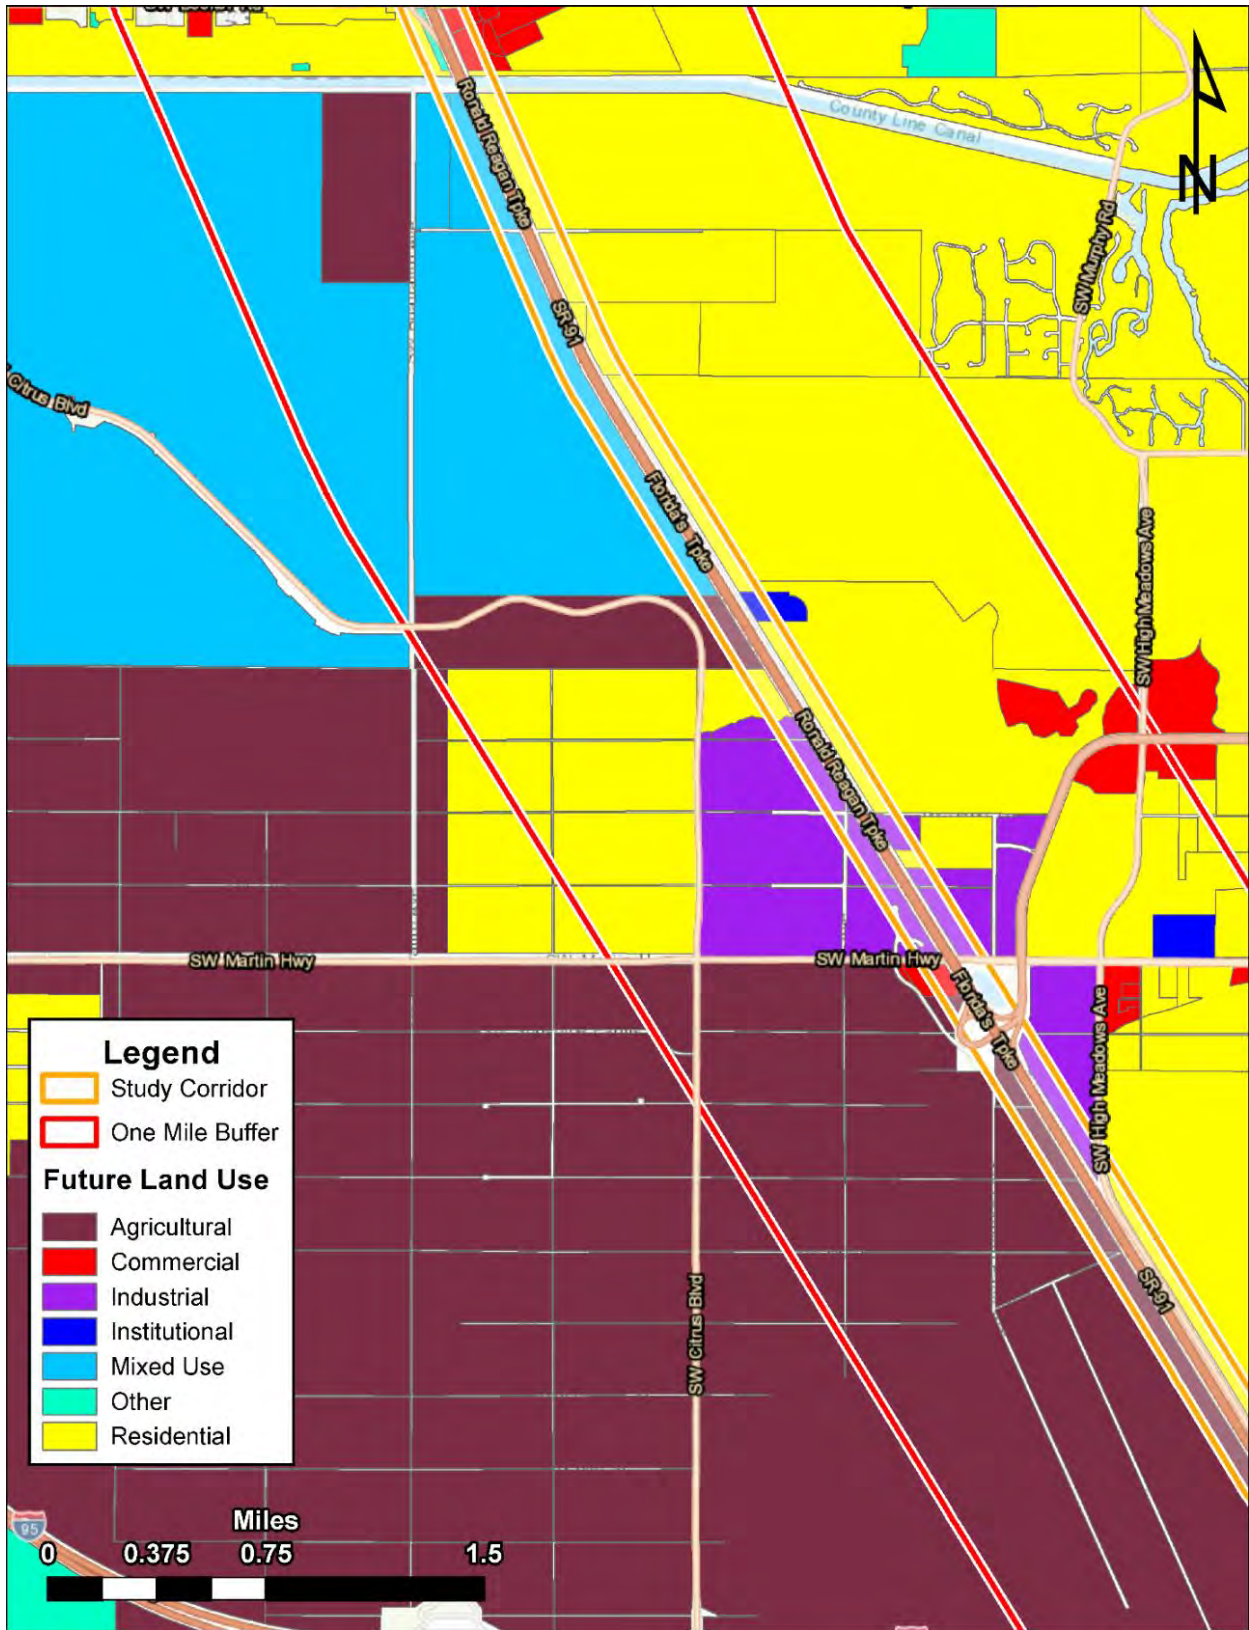 County Line Canal
N
Ronald Reagan Tpke
SW Murphy Rd
SR-91
Citrus Blvd
Florida's Tpke
SW High Meadows Ave
Ronald Reagan Tpke
SW Martin Hwy
SW Martin Hwy
Florida's Tpke
SW High Meadows Ave
SR-91
SW Citrus Blvd
Legend
Study Corridor
One Mile Buffer
Future Land Use
Agricultural
Commercial
Industrial
Institutional
Mixed Use
Other
Residential
95
Miles
0 0.375 0.75 1.5